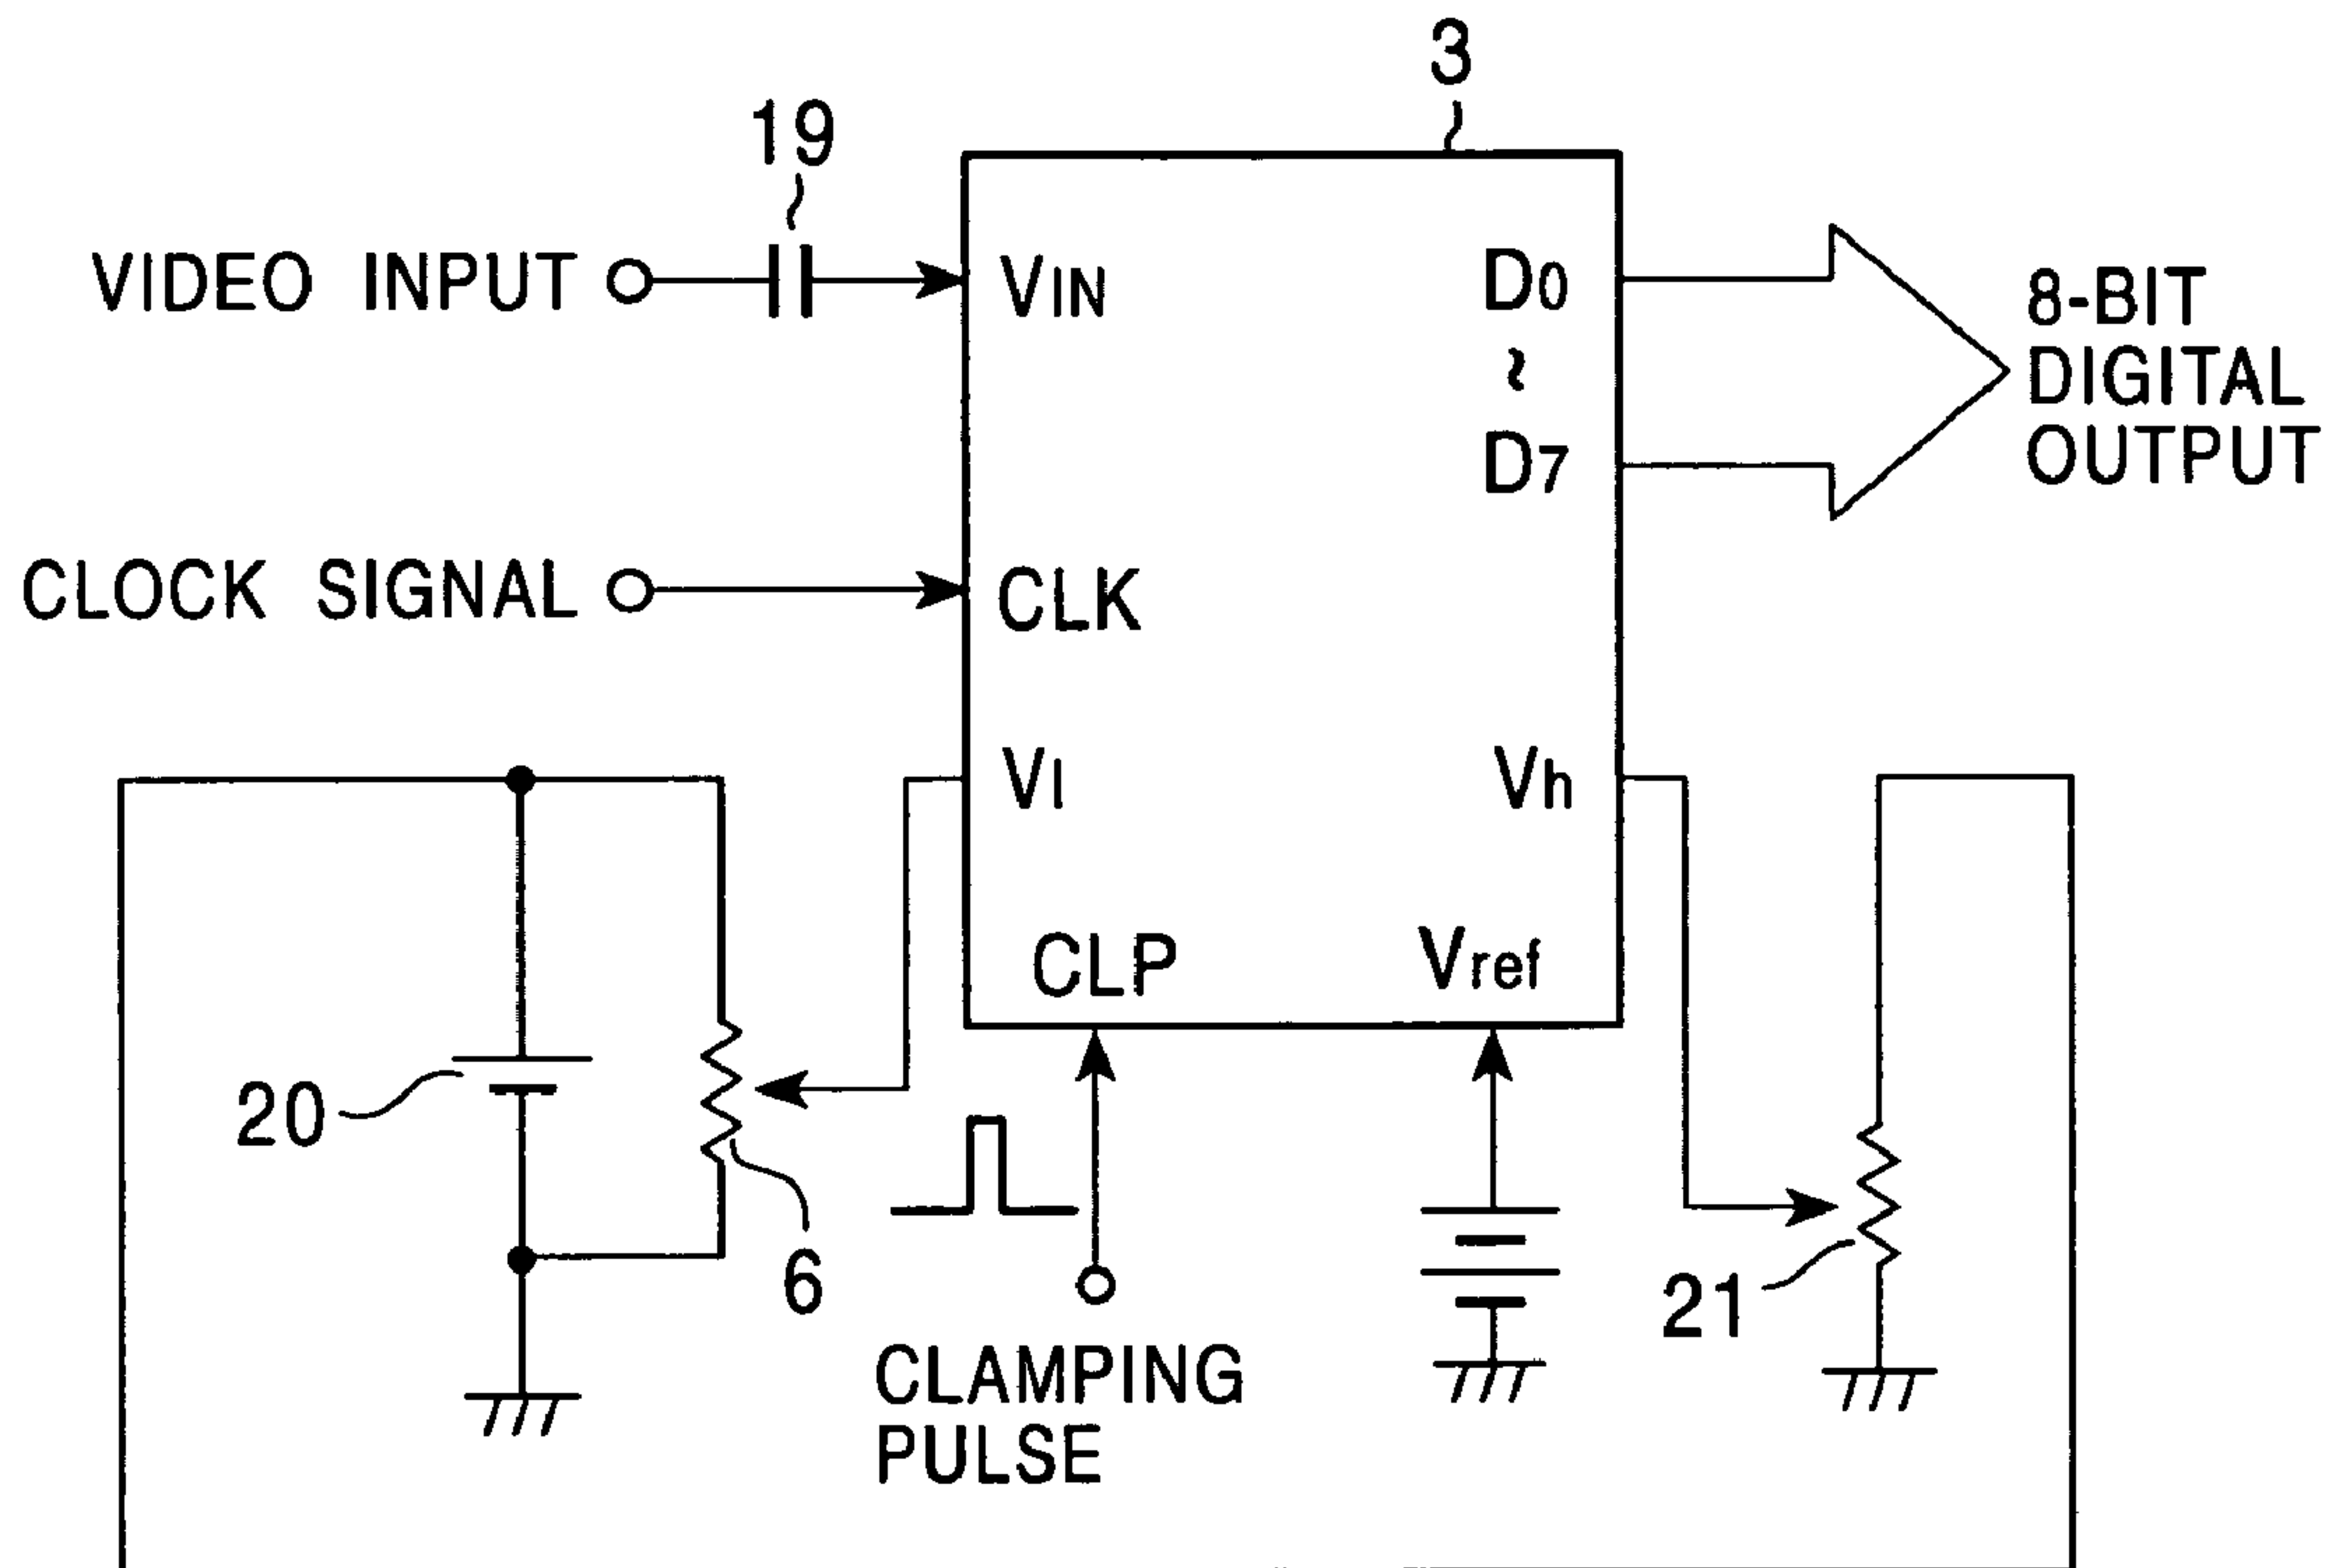 3
19
VIDEO INPUT
VIN
D0
~
D7
8-BIT
DIGITAL
OUTPUT
CLOCK SIGNAL
CLK
Vl
Vh
CLP
Vref
20
6
21
CLAMPING
PULSE